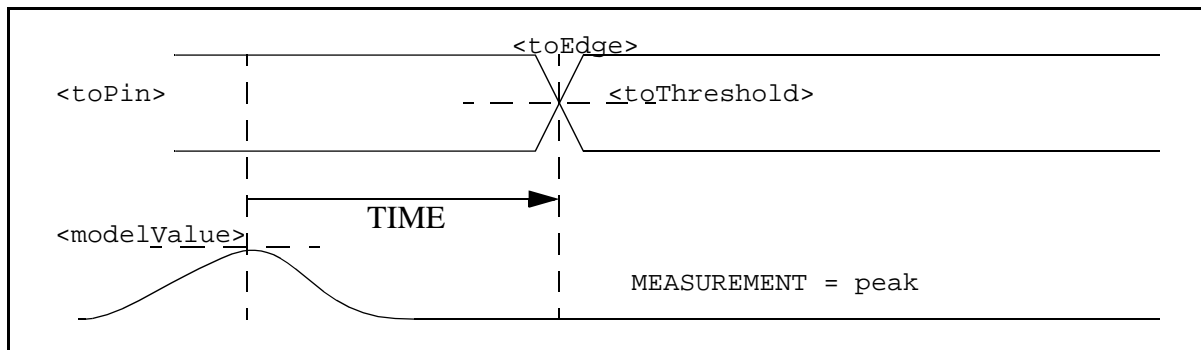 <toEdge>
<toPin>
<toThreshold>
TIME
<modelValue>
MEASUREMENT = peak